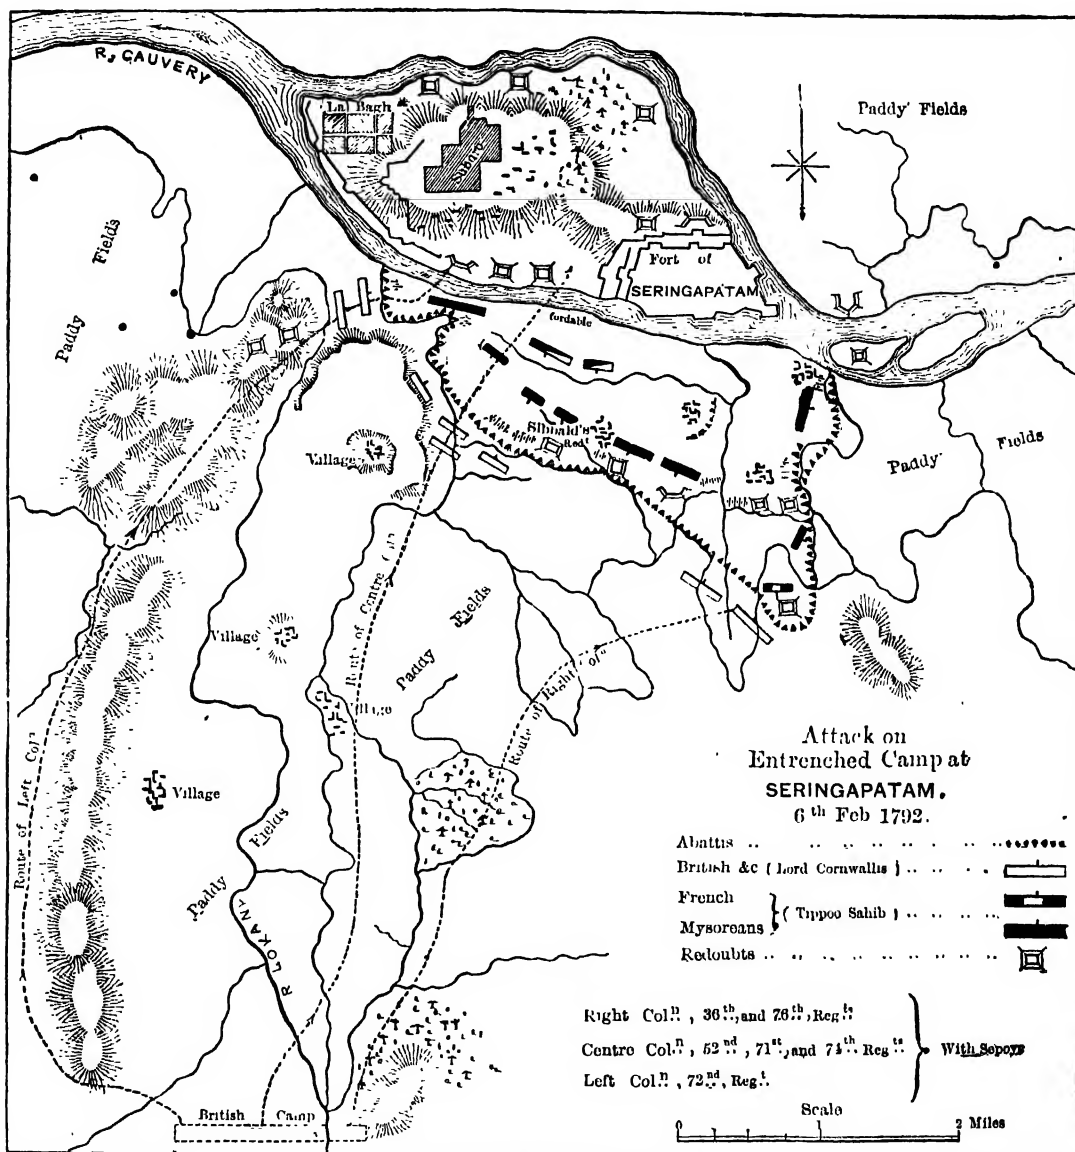 R. CAUVERY
Lal Bagh
Paddy Fields
Fort of
SERINGAPATAM
fordable
Paddy Fields
Sibbald's
Redt
Village
Paddy Fields
Village
Route of Centre Coln
Paddy Fields
Village
Route of Right Col
Route of Left Coln
Village
Paddy Fields
R LOKANI
British Camp
Attack on
Entrenched Camp at
SERINGAPATAM.
6th Feb 1792.
Abattis
British &c (Lord Cornwallis)
French
(Tippoo Sahib)
Mysoreans
Redoubts
Right Coln, 36th, and 76th, Regts
Centre Coln, 52nd, 71st, and 74th Regts
Left Coln, 72nd, Regt.
With Sepoys
Scale
2 Miles